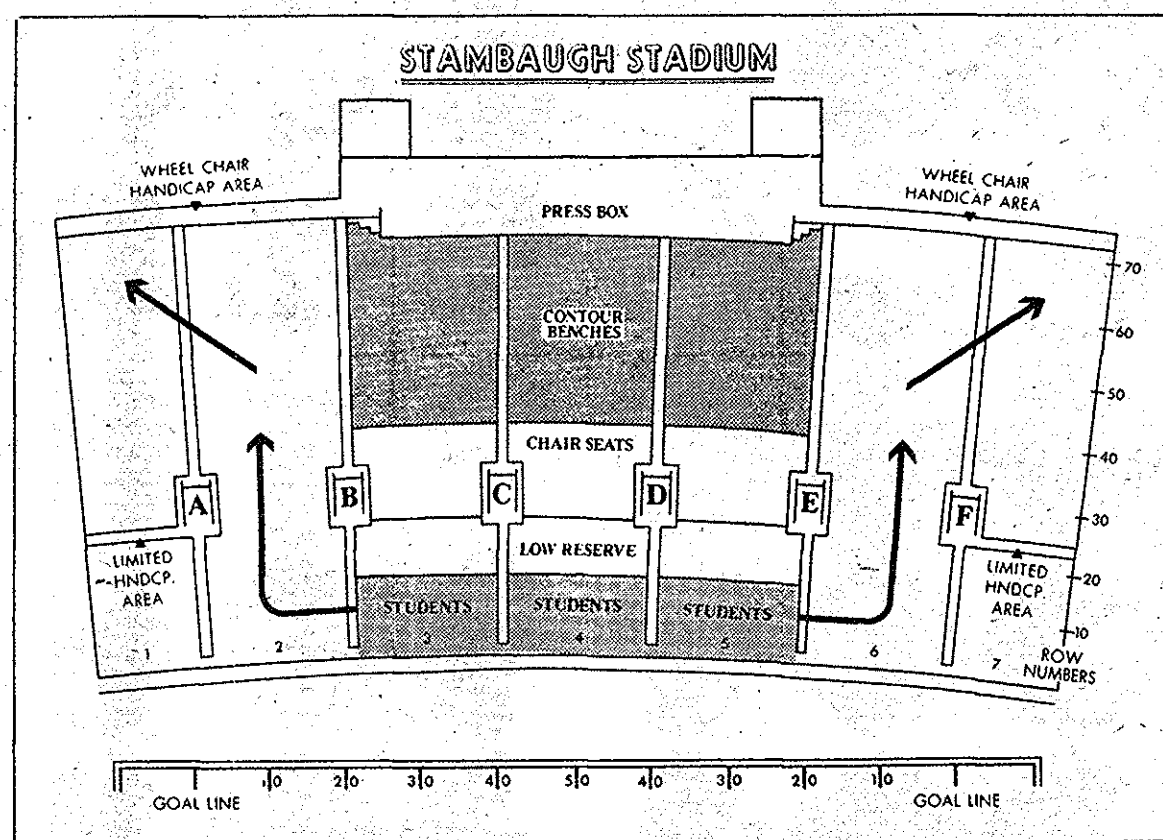 STAMBAUGH STADIUM
WHEEL CHAIR
HANDICAP AREA
WHEEL CHAIR
HANDICAP AREA
PRESS BOX
CONTOUR
BENCHES
CHAIR SEATS
A
B
C
D
E
F
LOW RESERVE
LIMITED
HNDCP.
AREA
LIMITED
HNDCP.
AREA
STUDENTS
STUDENTS
STUDENTS
70
60
50
40
30
20
10
ROW
NUMBERS
1
2
3
4
5
6
7
10
20
30
40
50
40
30
20
10
GOAL LINE
GOAL LINE